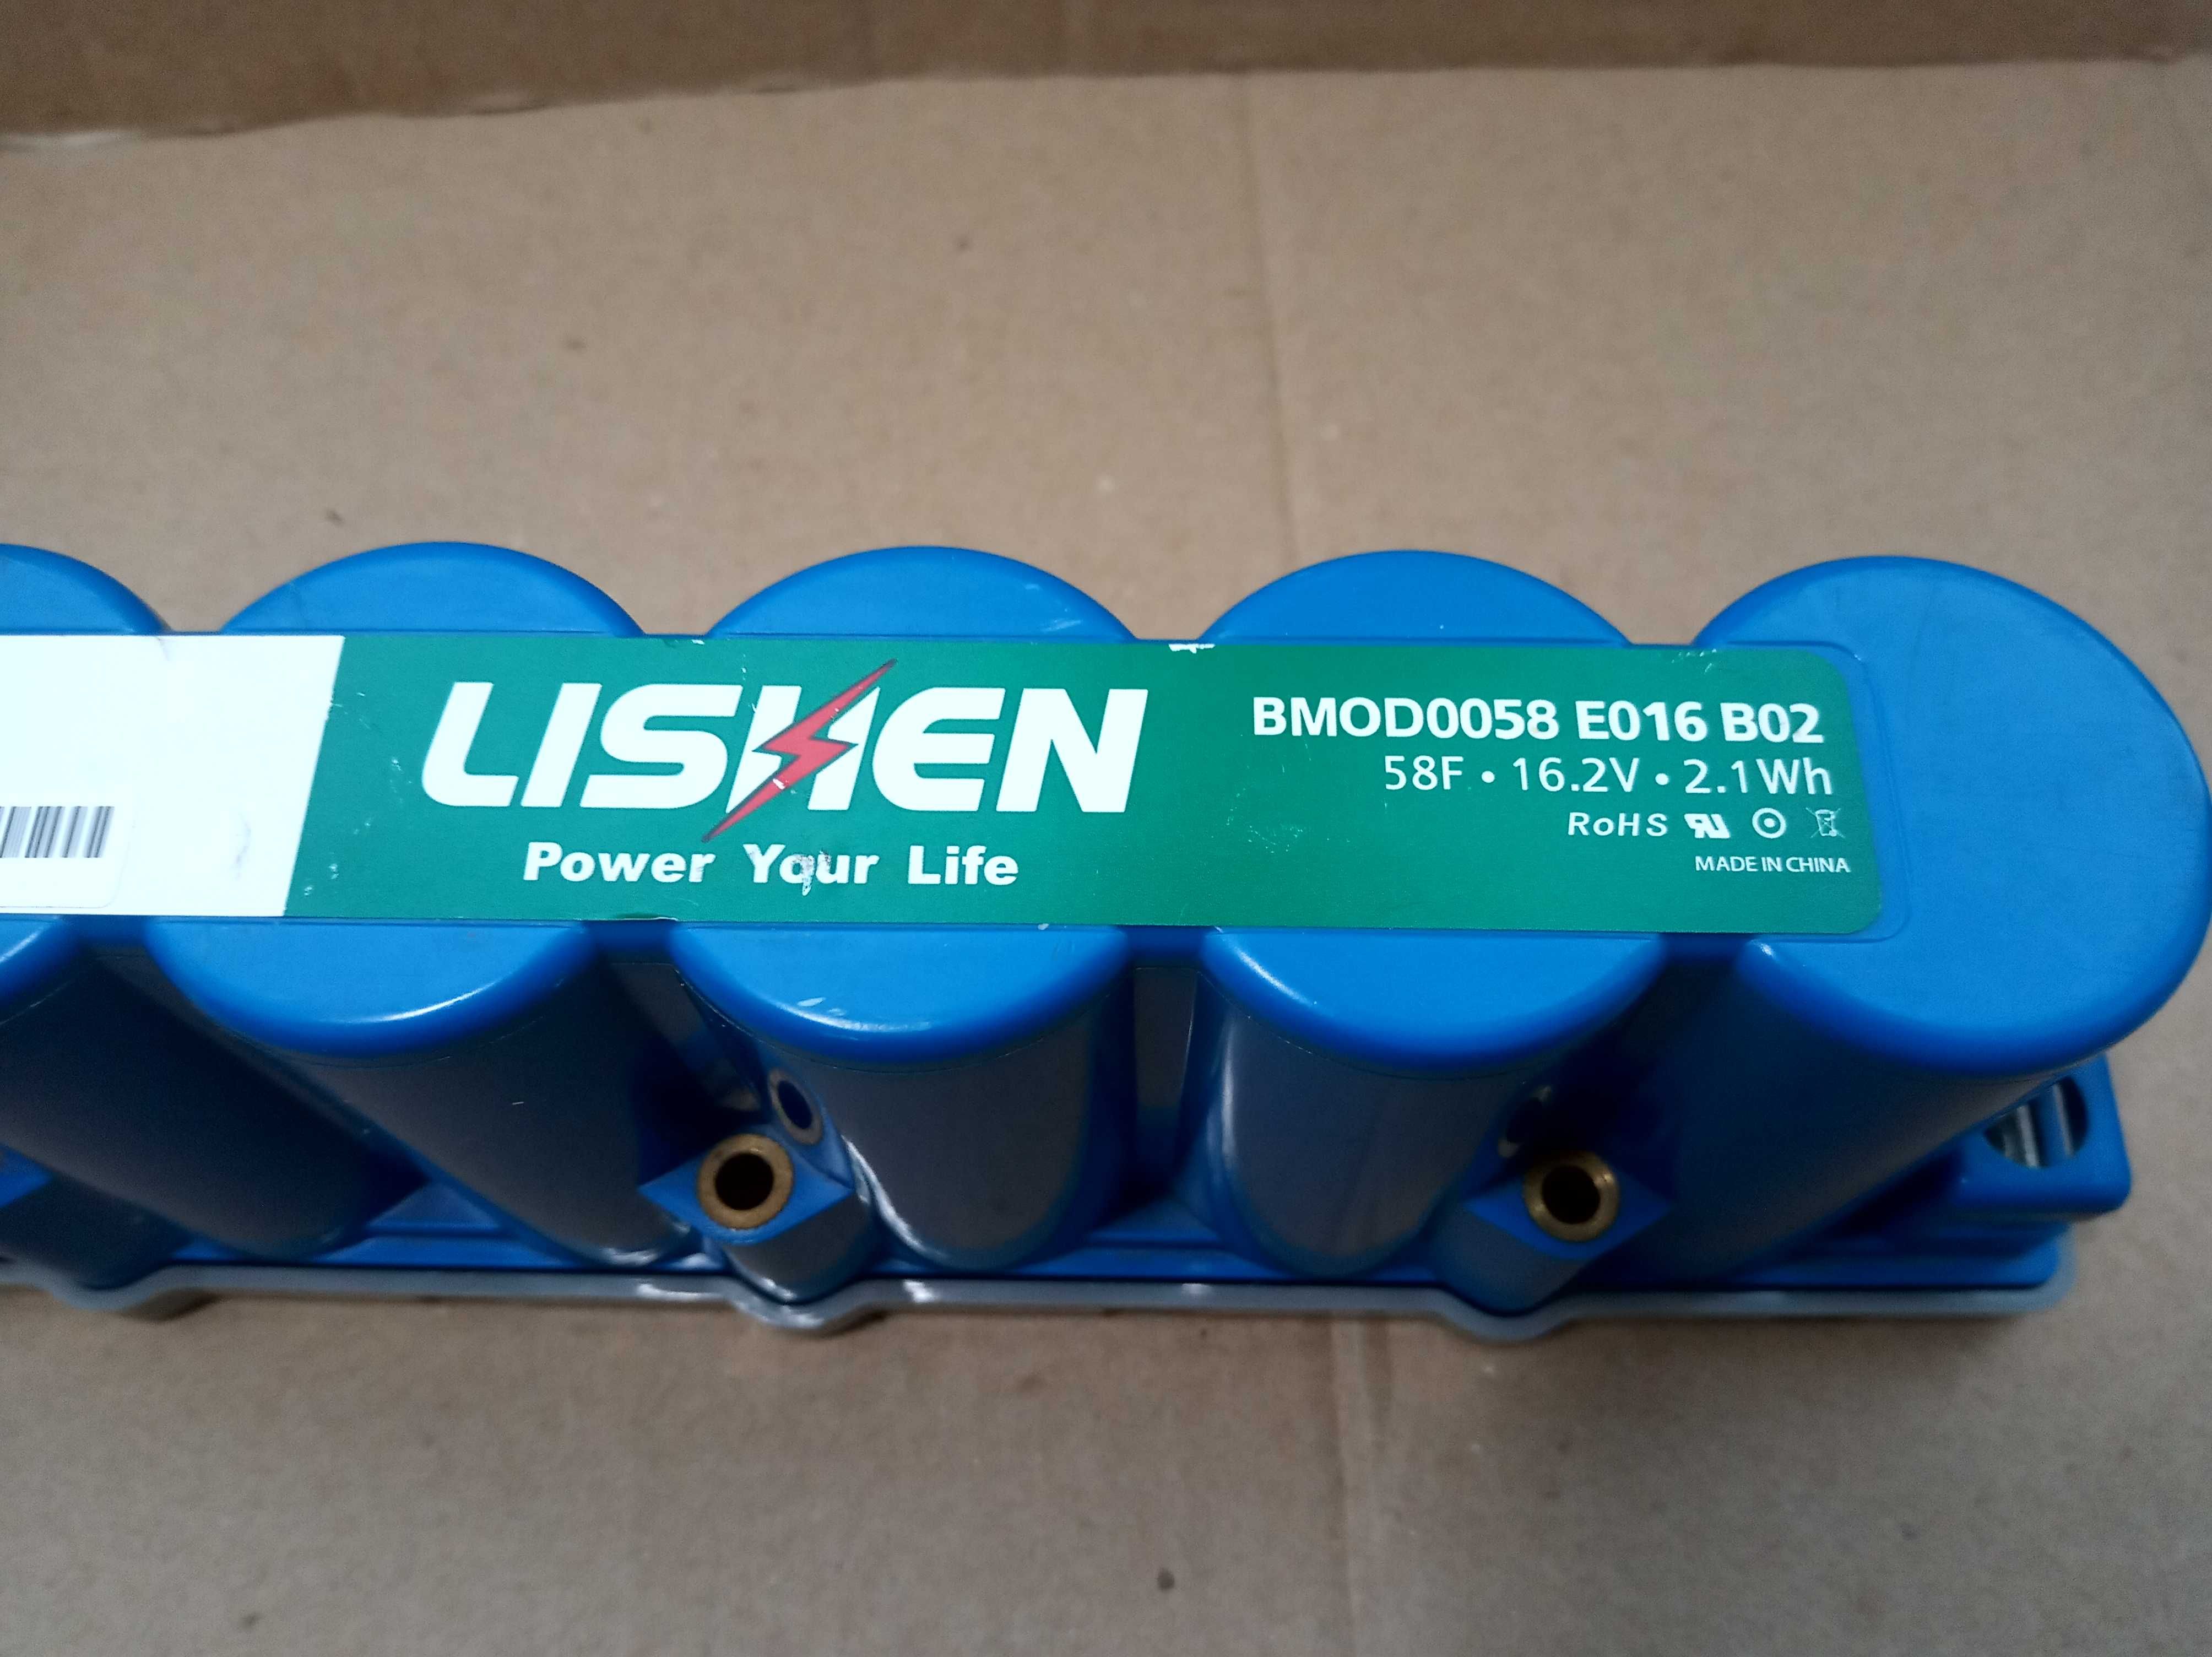 LISHEN
Power Your Life
BMOD0058 E016 B02
58F • 16.2V • 2.1Wh
RoHS
MADE IN CHINA